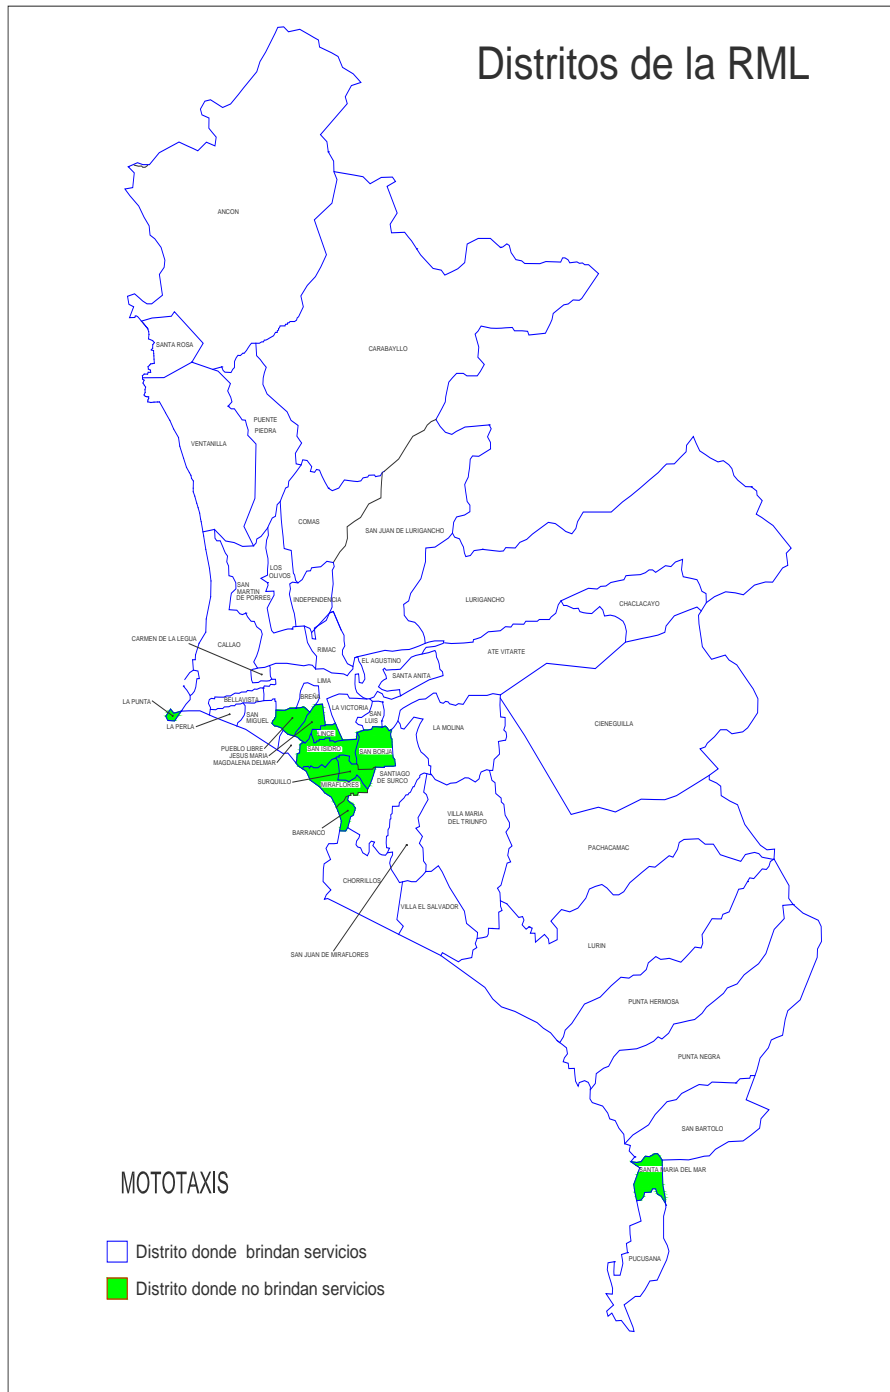 Distritos de la RML
ANCON
SANTA ROSA
CARABAYLLO
PUENTE
PIEDRA
VENTANILLA
COMAS
SAN JUAN DE LURIGANCHO
LOS
OLIVOS
SAN
MARTIN
DE PORRES
INDEPENDENCIA
LURIGANCHO
CHACLACAYO
CARMEN DE LA LEGUA
CALLAO
RIMAC
EL AGUSTINO
ATE VITARTE
SANTA ANITA
LIMA
LA PUNTA
BELLAVISTA
BREÑA
LA VICTORIA
SAN
LUIS
LA PERLA
SAN
MIGUEL
LA MOLINA
CIENEGUILLA
LINCE
PUEBLO LIBRE
JESUS MARIA
MAGDALENA DELMAR
SAN ISIDRO
SAN BORJA
SURQUILLO
MIRAFLORES
SANTIAGO
DE SURCO
BARRANCO
VILLA MARIA
DEL TRIUNFO
PACHACAMAC
CHORRILLOS
VILLA EL SALVADOR
SAN JUAN DE MIRAFLORES
LURIN
PUNTA HERMOSA
PUNTA NEGRA
SAN BARTOLO
SANTA MARIA DEL MAR
PUCUSANA
MOTOTAXIS
Distrito donde brindan servicios
Distrito donde no brindan servicios